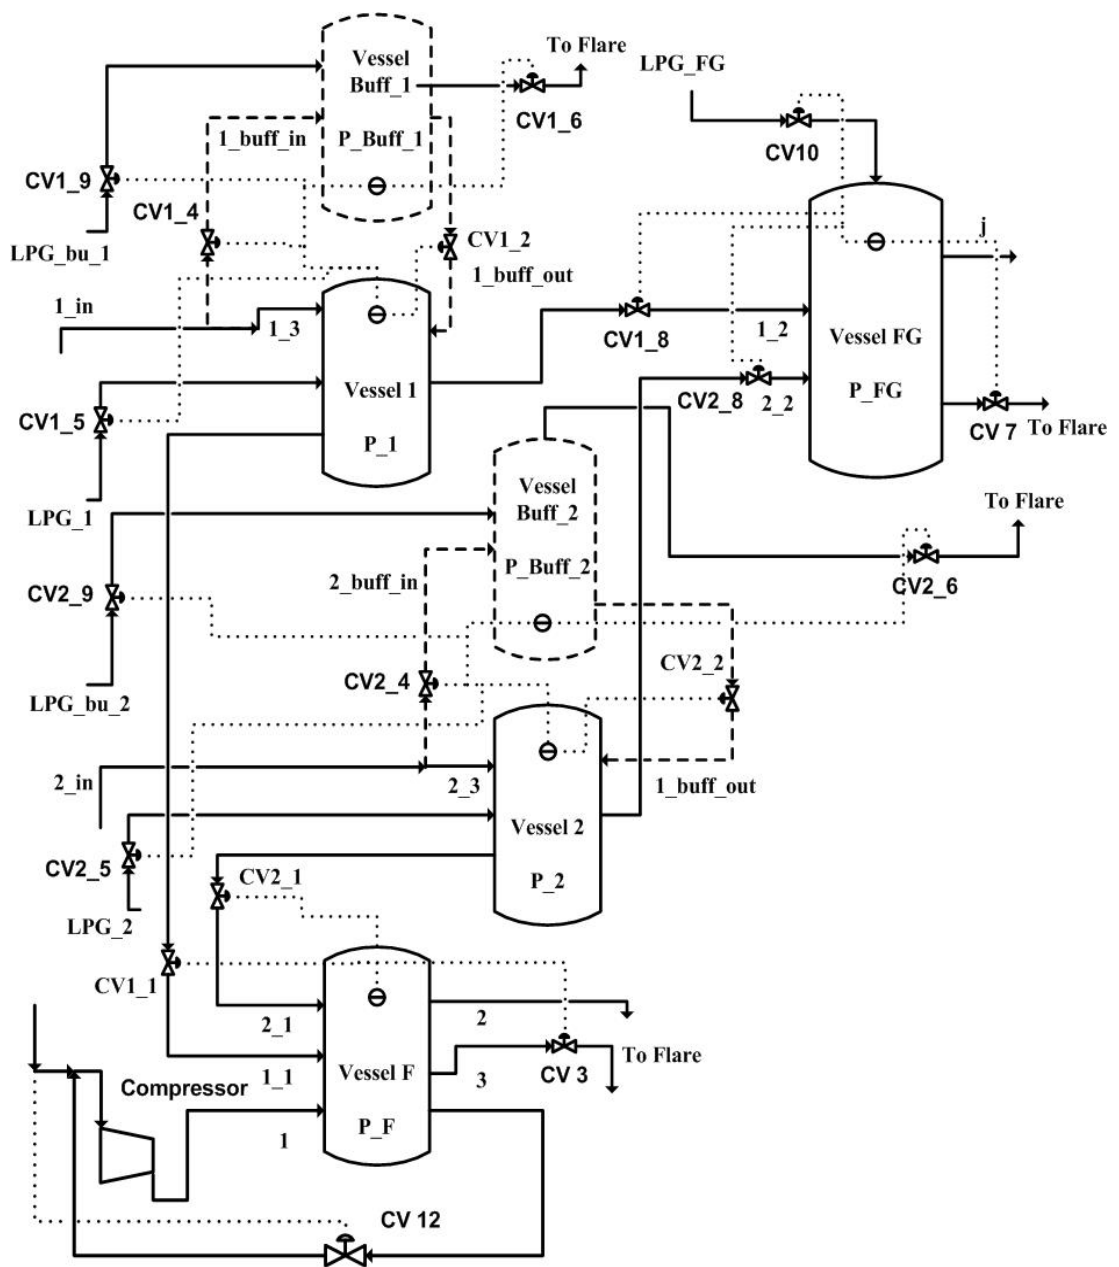 Vessel
Buff_1
To Flare
LPG_FG
1_buff_in
P_Buff_1
CV1_6
CV10
CV1_9
CV1_4
CV1_2
j
LPG_bu_1
1_buff_out
1_in
1_3
CV1_8
1_2
Vessel FG
Vessel 1
CV2_8
2_2
P_FG
CV1_5
P_1
CV 7
To Flare
Vessel
Buff_2
To Flare
LPG_1
P_Buff_2
2_buff_in
CV2_9
CV2_6
CV2_2
CV2_4
LPG_bu_2
2_in
2_3
1_buff_out
Vessel 2
CV2_5
CV2_1
P_2
LPG_2
CV1_1
2_1
2
To Flare
Vessel F
1_1
3
CV 3
Compressor
1
P_F
CV 12